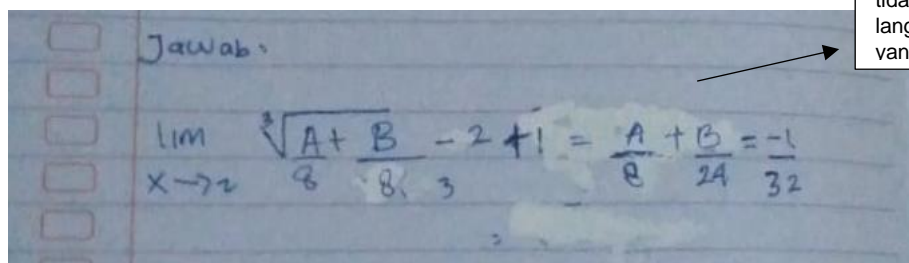 Jawab:
lim x→2 ∛(A/8 + B/(8.3)) - 2 + 1 = A/8 + B/24 = -1/32
=